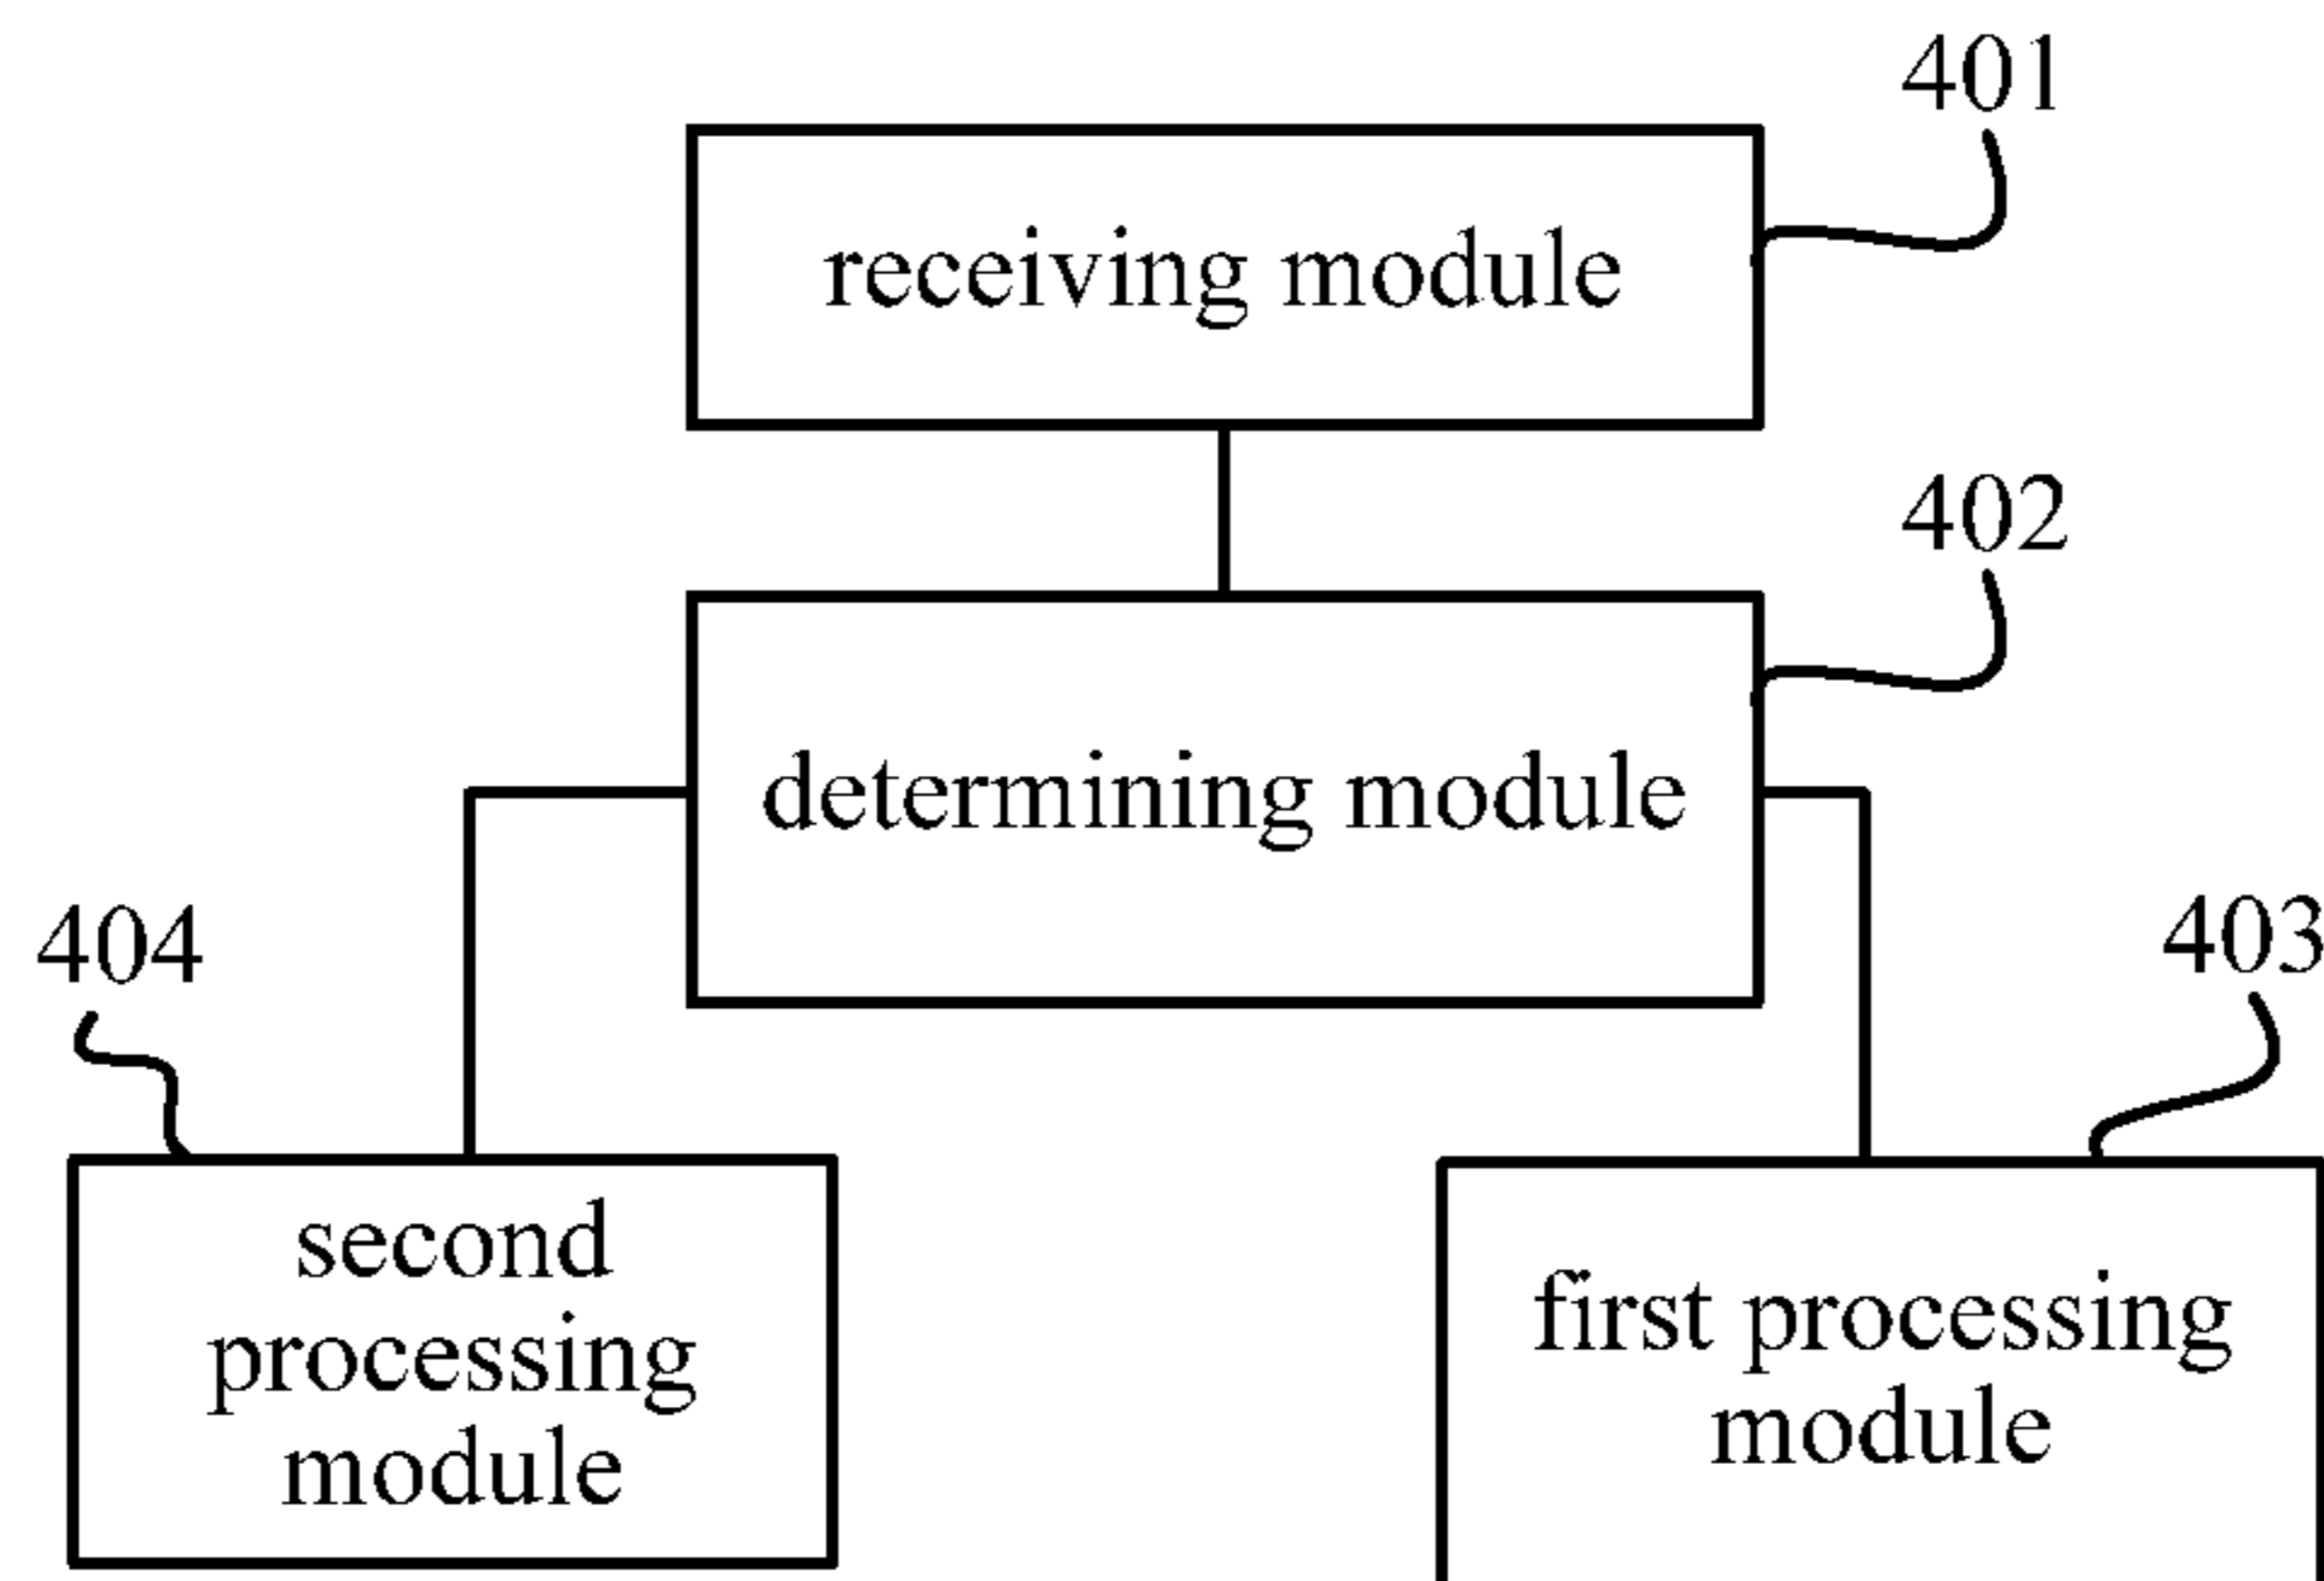 401
receiving module
402
determining module
404
403
second
processing
module
first processing
module